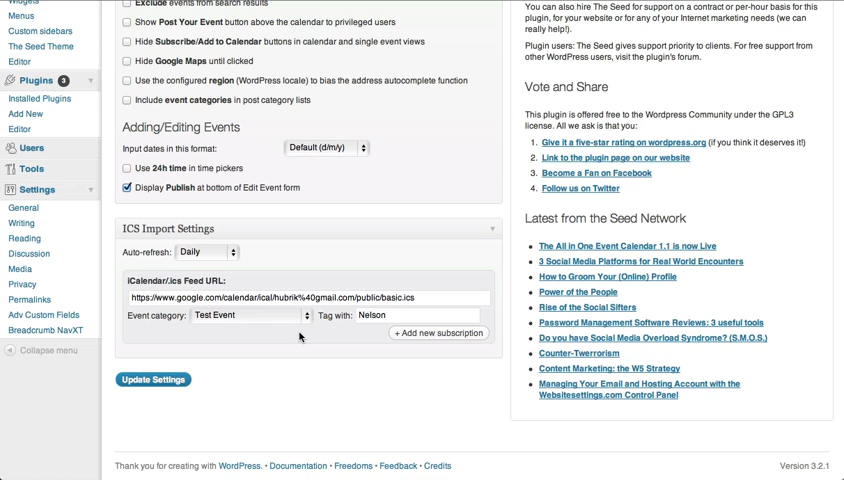 Widgets
Menus
Custom sidebars
The Seed Theme
Editor
Plugins 3
Installed Plugins
Add New
Editor
Users
Tools
Settings
General
Writing
Reading
Discussion
Media
Privacy
Permalinks
Adv Custom Fields
Breadcrumb NavXT
Collapse menu
Exclude events from search results
Show Post Your Event button above the calendar to privileged users
Hide Subscribe/Add to Calendar buttons in calendar and single event views
Hide Google Maps until clicked
Use the configured region (WordPress locale) to bias the address autocomplete function
Include event categories in post category lists
Adding/Editing Events
Input dates in this format: Default (d/m/y)
Use 24h time in time pickers
Display Publish at bottom of Edit Event form
ICS Import Settings
Auto-refresh: Daily
iCalendar/.ics Feed URL:
https://www.google.com/calendar/ical/hubrik%40gmail.com/public/basic.ics
Event category: Test Event Tag with: Nelson
+ Add new subscription
Update Settings
You can also hire The Seed for support on a contract or per-hour basis for this
plugin, for your website or for any of your Internet marketing needs (we can
really help!).
Plugin users: The Seed gives support priority to clients. For free support from
other WordPress users, visit the plugin's forum.
Vote and Share
This plugin is offered free to the Wordpress Community under the GPL3
license. All we ask is that you:
1. Give it a five-star rating on wordpress.org (if you think it deserves it!)
2. Link to the plugin page on our website
3. Become a Fan on Facebook
4. Follow us on Twitter
Latest from the Seed Network
The All in One Event Calendar 1.1 is now Live
3 Social Media Platforms for Real World Encounters
How to Groom Your (Online) Profile
Power of the People
Rise of the Social Sifters
Password Management Software Reviews: 3 useful tools
Do you have Social Media Overload Syndrome? (S.M.O.S.)
Counter-Twerrorism
Content Marketing: the W5 Strategy
Managing Your Email and Hosting Account with the
Websitesettings.com Control Panel
Thank you for creating with WordPress. • Documentation • Freedoms • Feedback • Credits
Version 3.2.1